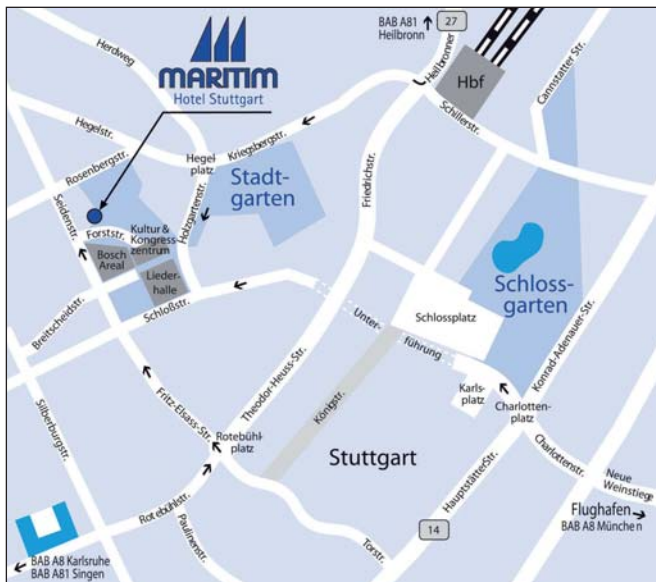 BAB A81
Heilbronn
27
Herdweg
MARITIM
Hotel Stuttgart
Heilbronner
Hbf
Cannstatter Str.
Schillerstr.
Hegelstr.
Kriegsbergstr.
Hegel-
platz
Rosenbergstr.
Stadt-
garten
Friedrichstr.
Seidenstr.
Holzgartenstr.
Forststr.
Kultur &
Kongress-
zentrum
Bosch
Areal
Lieder-
halle
Schloss-
garten
Breitscheidstr.
Schloßstr.
Unter-
führung
Schlossplatz
Konrad-Adenauer-Str.
Karls-
platz
Charlotten-
platz
Theodor-Heuss-Str.
Königstr.
Fritz-Elsass-Str.
Silberburgstr.
Rotebühl-
platz
Stuttgart
Charlottenstr.
Neue
Weinsteige
HauptstätterStr.
Rotebühlstr.
Paulinenstr.
Torstr.
14
Flughafen
BAB A8 München
BAB A8 Karlsruhe
BAB A81 Singen